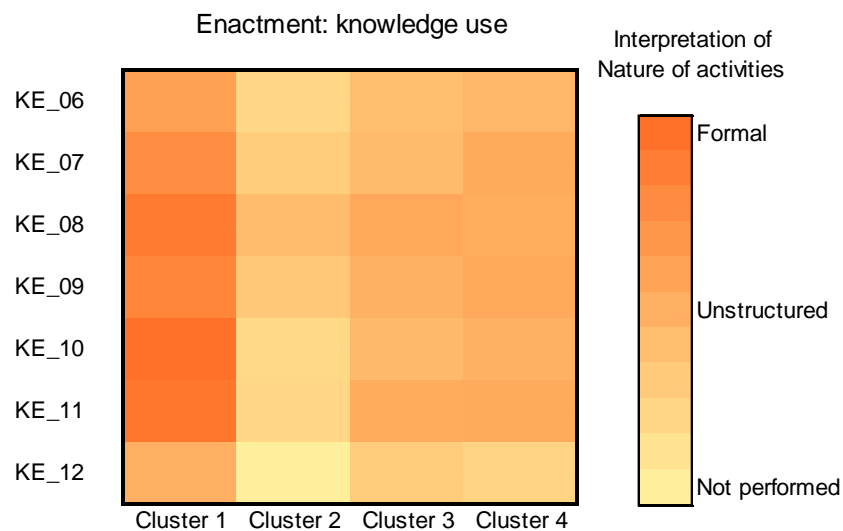 Enactment: knowledge use
Interpretation of
Nature of activities
KE_06
KE_07
KE_08
KE_09
KE_10
KE_11
KE_12
Formal
Unstructured
Not performed
Cluster 1 Cluster 2 Cluster 3 Cluster 4